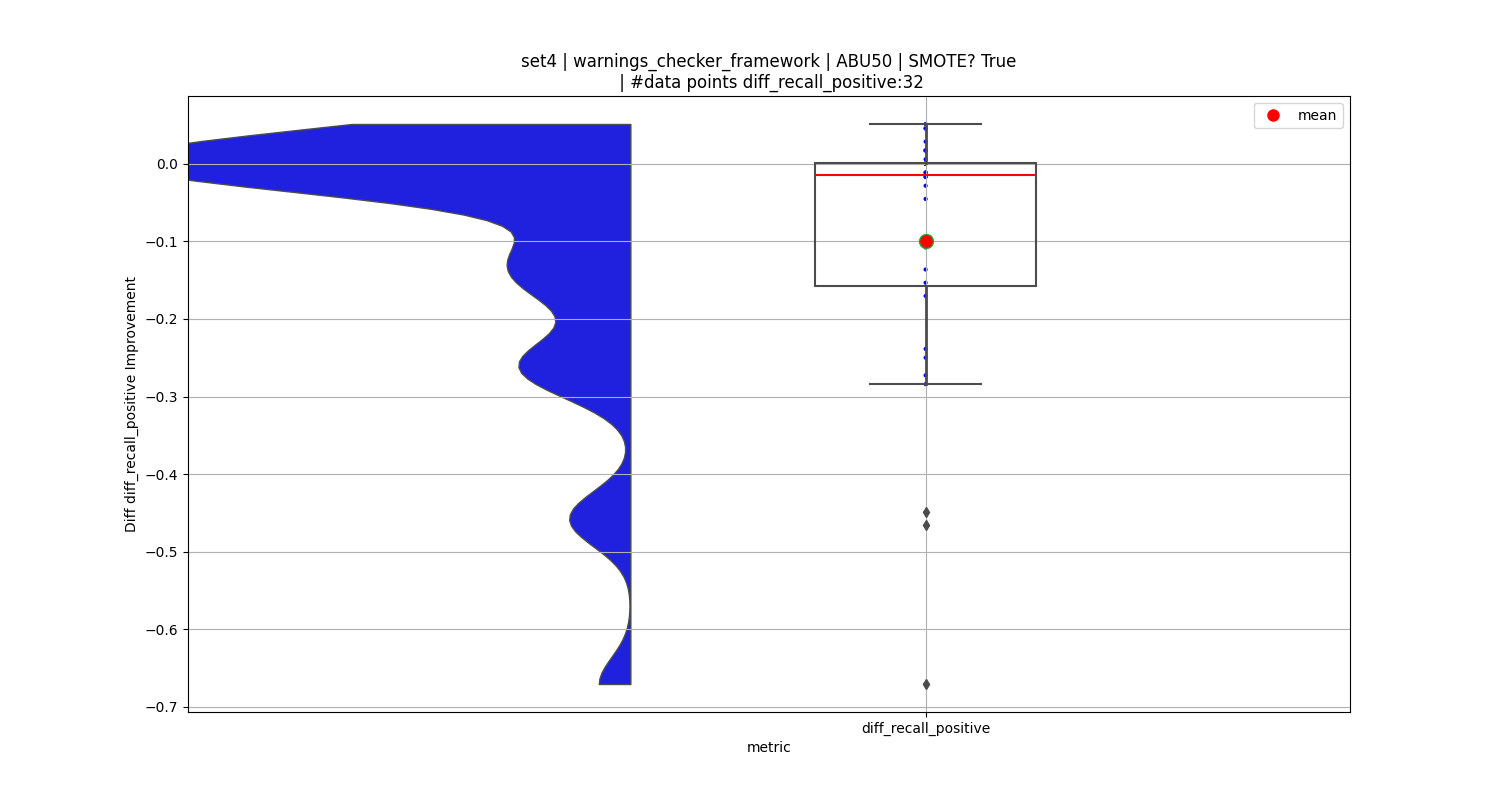 set4 | warnings_checker_framework | ABU50 | SMOTE? True
| #data points diff_recall_positive:32
mean
0.0
−0.1
−0.2
−0.3
−0.4
−0.5
−0.6
−0.7
Diff diff_recall_positive Improvement
diff_recall_positive
metric